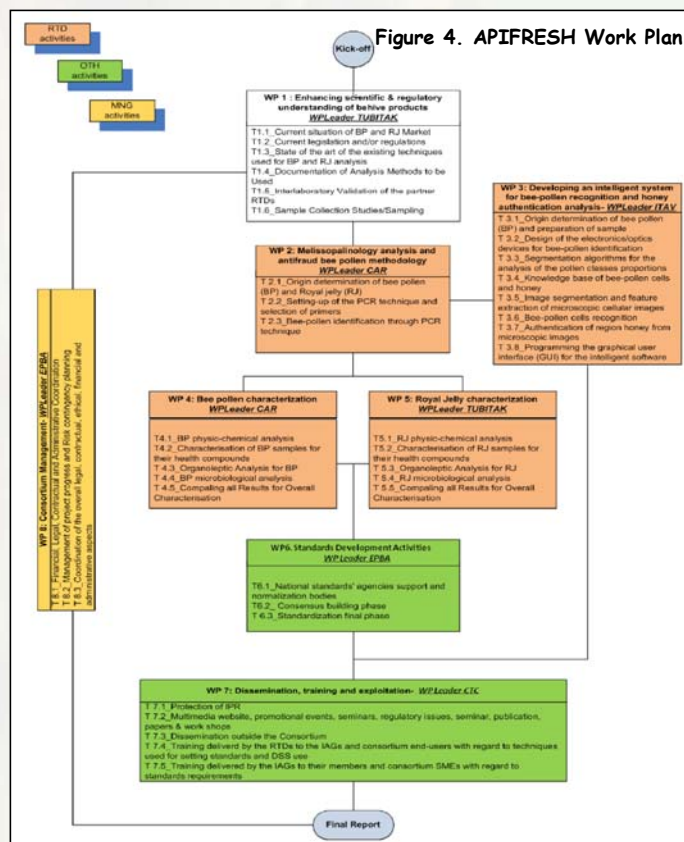 Figure 4. APIFRESH Work Plan
RTD
activities
OTH
activities
MNG
activities
Kick-off
WP 1 : Enhancing scientific & regulatory
understanding of behive products
WPLeader TUBITAK
T1.1_Current situation of BP and RJ Market
T1.2_Current legislation and/or regulations
T1.3_State of the art of the existing techniques
used for BP and RJ analysis
T1.4_Documentation of Analysis Methods to be
Used
T1.5_Interlaboratory Validation of the partner
RTDs
T1.6_Sample Collection Studies/Sampling
WP 3: Developing an intelligent system
for bee-pollen recognition and honey
authentication analysis- WPLeader ITAV
T 3.1_Origin determination of bee pollen
(BP) and preparation of sample
T 3.2_Design of the electronics/optics
devices for bee-pollen identification
T 3.3_Segmentation algorithms for the
analysis of the pollen classes proportions
T 3.4_Knowledge base of bee-pollen cells
and honey
T 3.5_Image segmentation and feature
extraction of microscopic cellular images
T 3.6_Bee-pollen cells recognition
T 3.7_Authentication of region honey from
microscopic images
T 3.8_Programming the graphical user
interface (GUI) for the intelligent software
WP 2: Melissopalinology analysis and
antifraud bee pollen methodology
WPLeader CAR
T 2.1_Origin determination of bee pollen
(BP) and Royal jelly (RJ)
T 2.2_Setting-up of the PCR technique and
selection of primers
T 2.3_Bee-pollen identification through PCR
technique
WP 4: Bee pollen characterization
WPLeader CAR
T4.1_BP physic-chemical analysis
T4.2_Characterisation of BP samples for
their health compounds
T 4.3_Organoleptic Analysis for BP
T 4.4_BP microbiological analysis
T 4.5_Compaling all Results for Overall
Characterisation
WP 5: Royal Jelly characterization
WPLeader TUBITAK
T5.1_RJ physic-chemical analysis
T5.2_Characterisation of RJ samples for
their health compounds
T 5.3_Organoleptic Analysis for RJ
T 5.4_RJ microbiological analysis
T 5.5_Compaling all Results for Overall
Characterisation
WP 8: Consortium Management- WPLeader EPBA
T 8.1_Financial, Legal, Contractual and Administrative Coordination
T 8.2_Management of project progress and Risk contingency planning
T 8.3_Coordination of the overall legal, contractual, ethical, financial and
administrative aspects
WP6. Standards Development Activities
WPLeader EPBA
T6.1_National standards' agencies support and
normalization bodies
T6.2_ Consensus building phase
T 6.3_Standardization final phase
WP 7: Dissemination, training and exploitation- WPLeader CTC
T 7.1_Protection of IPR
T 7.2_Multimedia website, promotional events, seminars, regulatory issues, seminar, publication,
papers & work shops
T 7.3_Dissemination outside the Consortium
T 7.4_Training deliverd by the RTDs to the IAGs and consortium end-users with regard to techniques
used for setting standards and DSS use
T 7.5_Training delivered by the IAGs to their members and consortium SMEs with regard to
standards requirements
Final Report